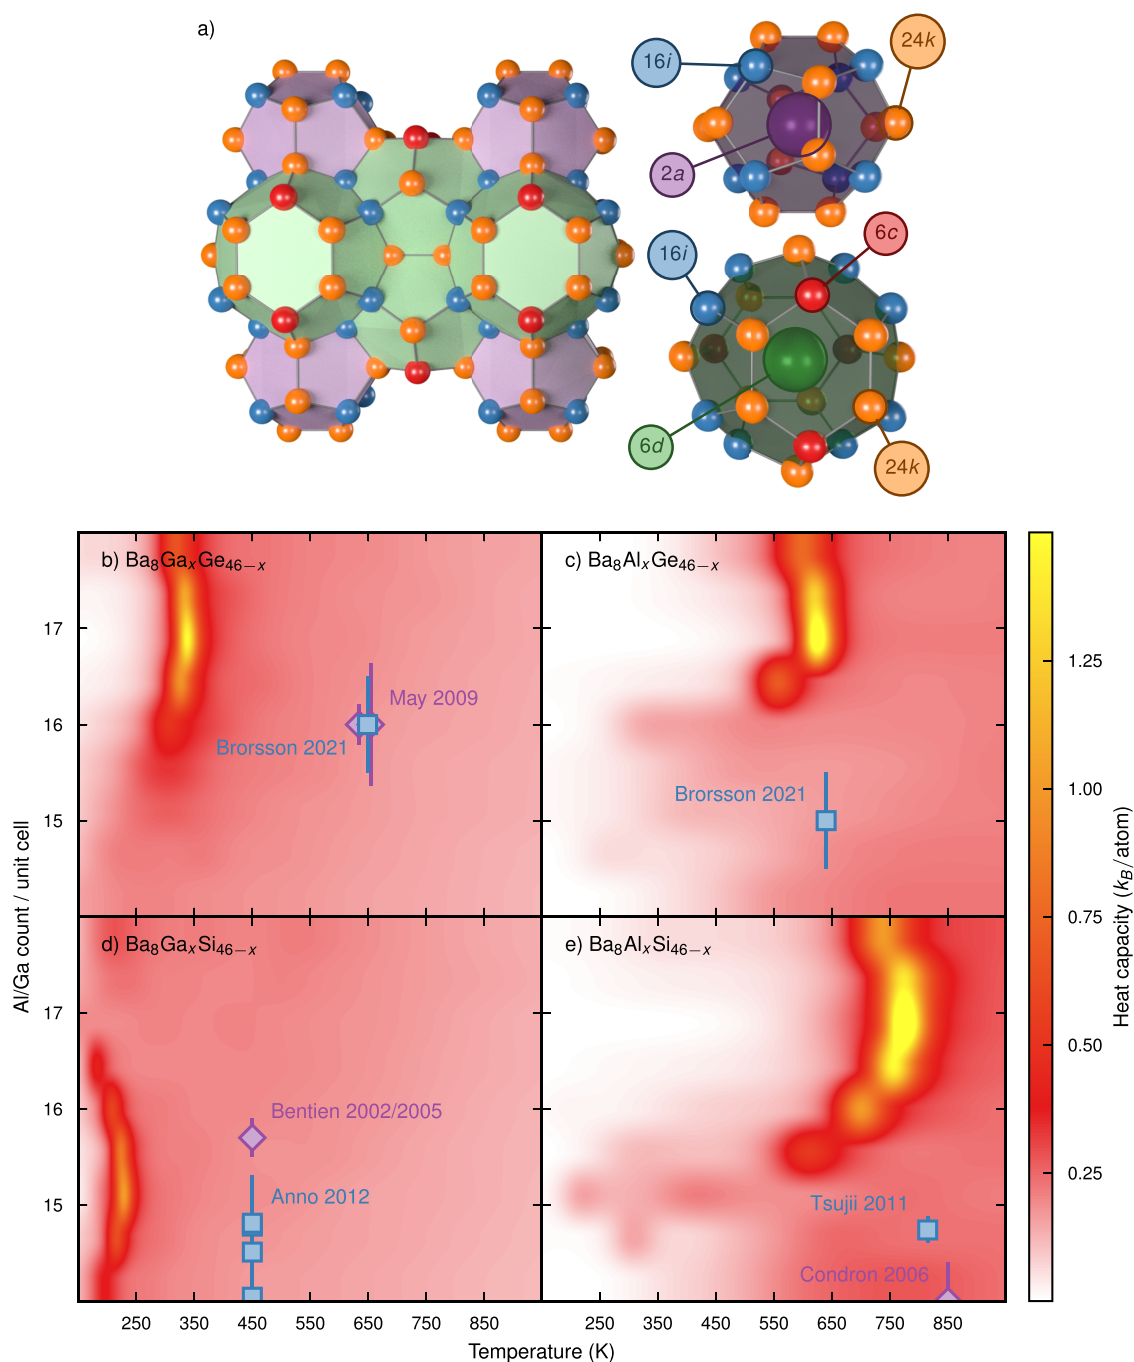 a)
16i
24k
2a
16i
6c
6d
24k
b) Ba₈GaₓGe₄₆₋ₓ
c) Ba₈AlₓGe₄₆₋ₓ
17
16
15
May 2009
Brorsson 2021
Brorsson 2021
d) Ba₈GaₓSi₄₆₋ₓ
e) Ba₈AlₓSi₄₆₋ₓ
17
16
15
Bentien 2002/2005
Anno 2012
Tsujii 2011
Condron 2006
250 350 450 550 650 750 850
250 350 450 550 650 750 850
Temperature (K)
Al/Ga count / unit cell
1.25
1.00
0.75
0.50
0.25
Heat capacity (k_B/atom)